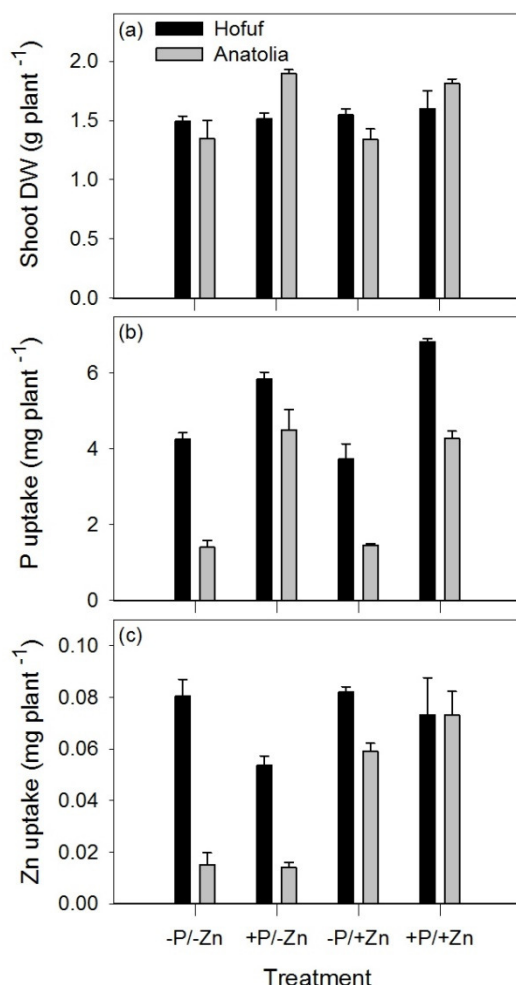 (a)
Hofuf
Anatolia
Shoot DW (g plant -1)
2.0
1.5
1.0
0.5
0.0
(b)
P uptake (mg plant -1)
6
4
2
0
(c)
Zn uptake (mg plant -1)
0.10
0.08
0.06
0.04
0.02
0.00
-P/-Zn +P/-Zn -P/+Zn +P/+Zn
Treatment